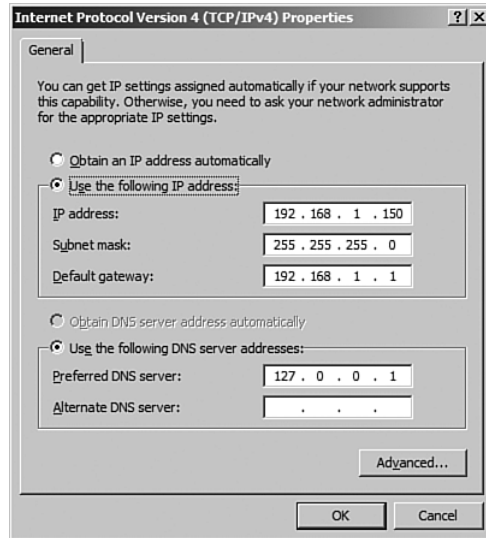 Internet Protocol Version 4 (TCP/IPv4) Properties
General
You can get IP settings assigned automatically if your network supports
this capability. Otherwise, you need to ask your network administrator
for the appropriate IP settings.
Obtain an IP address automatically
Use the following IP address:
IP address: 192 . 168 . 1 . 150
Subnet mask: 255 . 255 . 255 . 0
Default gateway: 192 . 168 . 1 . 1
Obtain DNS server address automatically
Use the following DNS server addresses:
Preferred DNS server: 127 . 0 . 0 . 1
Alternate DNS server: . . .
Advanced...
OK Cancel